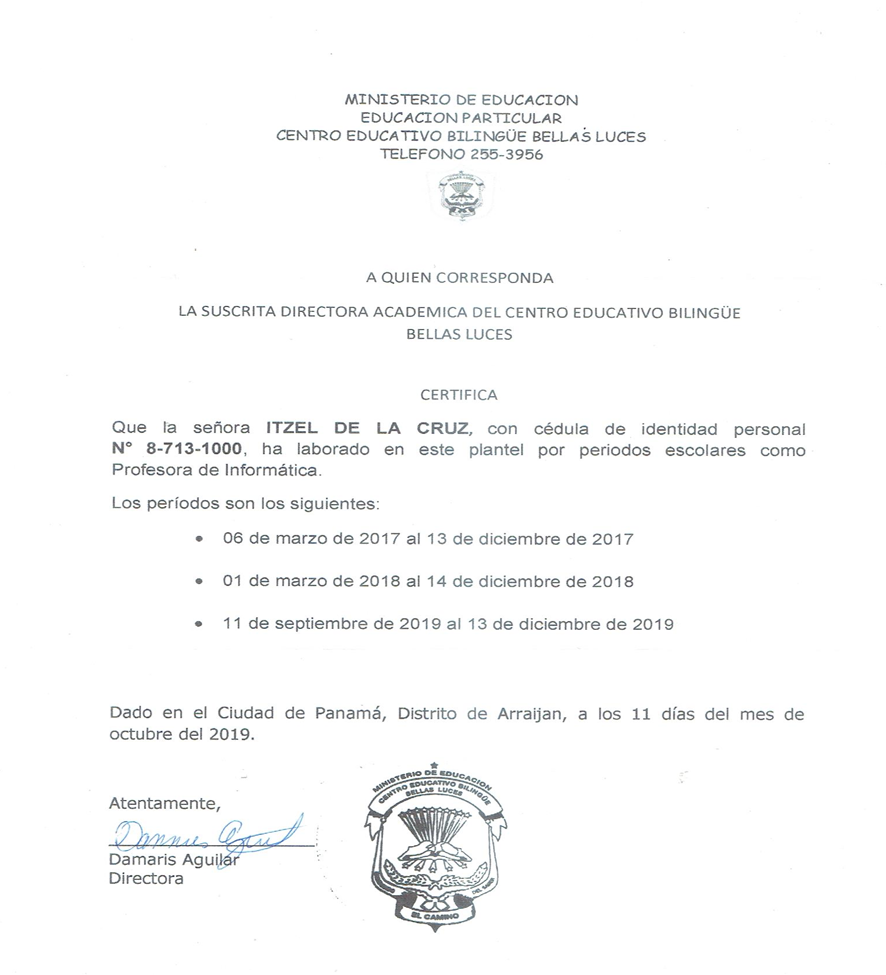 MINISTERIO DE EDUCACION
EDUCACION PARTICULAR
CENTRO EDUCATIVO BILINGÜE BELLAS LUCES
TELEFONO 255-3956
BELLAS LUCES
A QUIEN CORRESPONDA
LA SUSCRITA DIRECTORA ACADEMICA DEL CENTRO EDUCATIVO BILINGÜE
BELLAS LUCES
CERTIFICA
Que la señora ITZEL DE LA CRUZ, con cédula de identidad personal
N° 8-713-1000, ha laborado en este plantel por periodos escolares como
Profesora de Informática.
Los períodos son los siguientes:
• 06 de marzo de 2017 al 13 de diciembre de 2017
• 01 de marzo de 2018 al 14 de diciembre de 2018
• 11 de septiembre de 2019 al 13 de diciembre de 2019
Dado en el Ciudad de Panamá, Distrito de Arraijan, a los 11 días del mes de
octubre del 2019.
Atentamente,
Damaris Aguilar
Directora
MINISTERIO DE EDUCACION
CENTRO EDUCATIVO BILINGÜE
BELLAS LUCES
DEL SABER
EL CAMINO